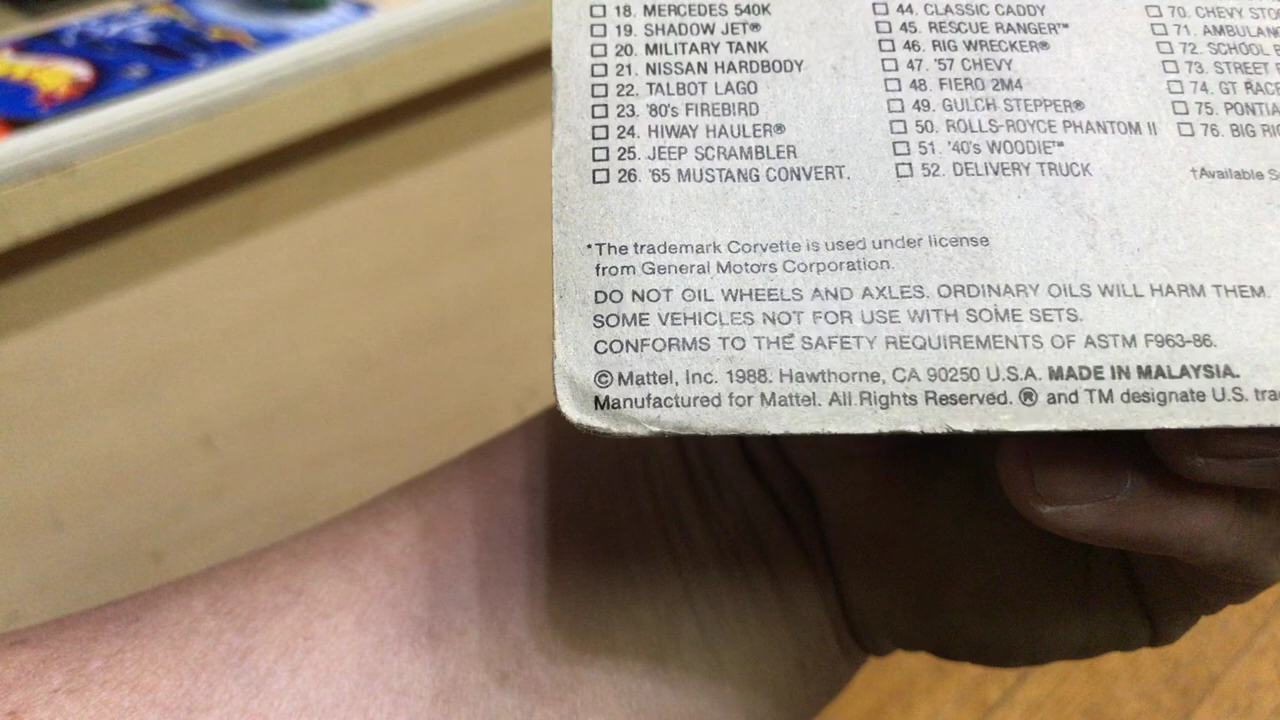 ☐ 18. MERCEDES 540K
☐ 19. SHADOW JET®
☐ 20. MILITARY TANK
☐ 21. NISSAN HARDBODY
☐ 22. TALBOT LAGO
☐ 23. '80's FIREBIRD
☐ 24. HIWAY HAULER®
☐ 25. JEEP SCRAMBLER
☐ 26. '65 MUSTANG CONVERT.
☐ 44. CLASSIC CADDY
☐ 45. RESCUE RANGER™
☐ 46. RIG WRECKER®
☐ 47. '57 CHEVY
☐ 48. FIERO 2M4
☐ 49. GULCH STEPPER®
☐ 50. ROLLS-ROYCE PHANTOM II
☐ 51. '40's WOODIE™
☐ 52. DELIVERY TRUCK
☐ 70. CHEVY
☐ 71.
☐ 72. SCHOOL
☐ 73. STREET
☐ 74. GT
☐ 75.
☐ 76. BIG
†Available
*The trademark Corvette is used under license
from General Motors Corporation.
DO NOT OIL WHEELS AND AXLES. ORDINARY OILS WILL HARM THEM.
SOME VEHICLES NOT FOR USE WITH SOME SETS.
CONFORMS TO THE SAFETY REQUIREMENTS OF ASTM F963-86.
© Mattel, Inc. 1988. Hawthorne, CA 90250 U.S.A. MADE IN MALAYSIA.
Manufactured for Mattel. All Rights Reserved. ® and TM designate U.S.